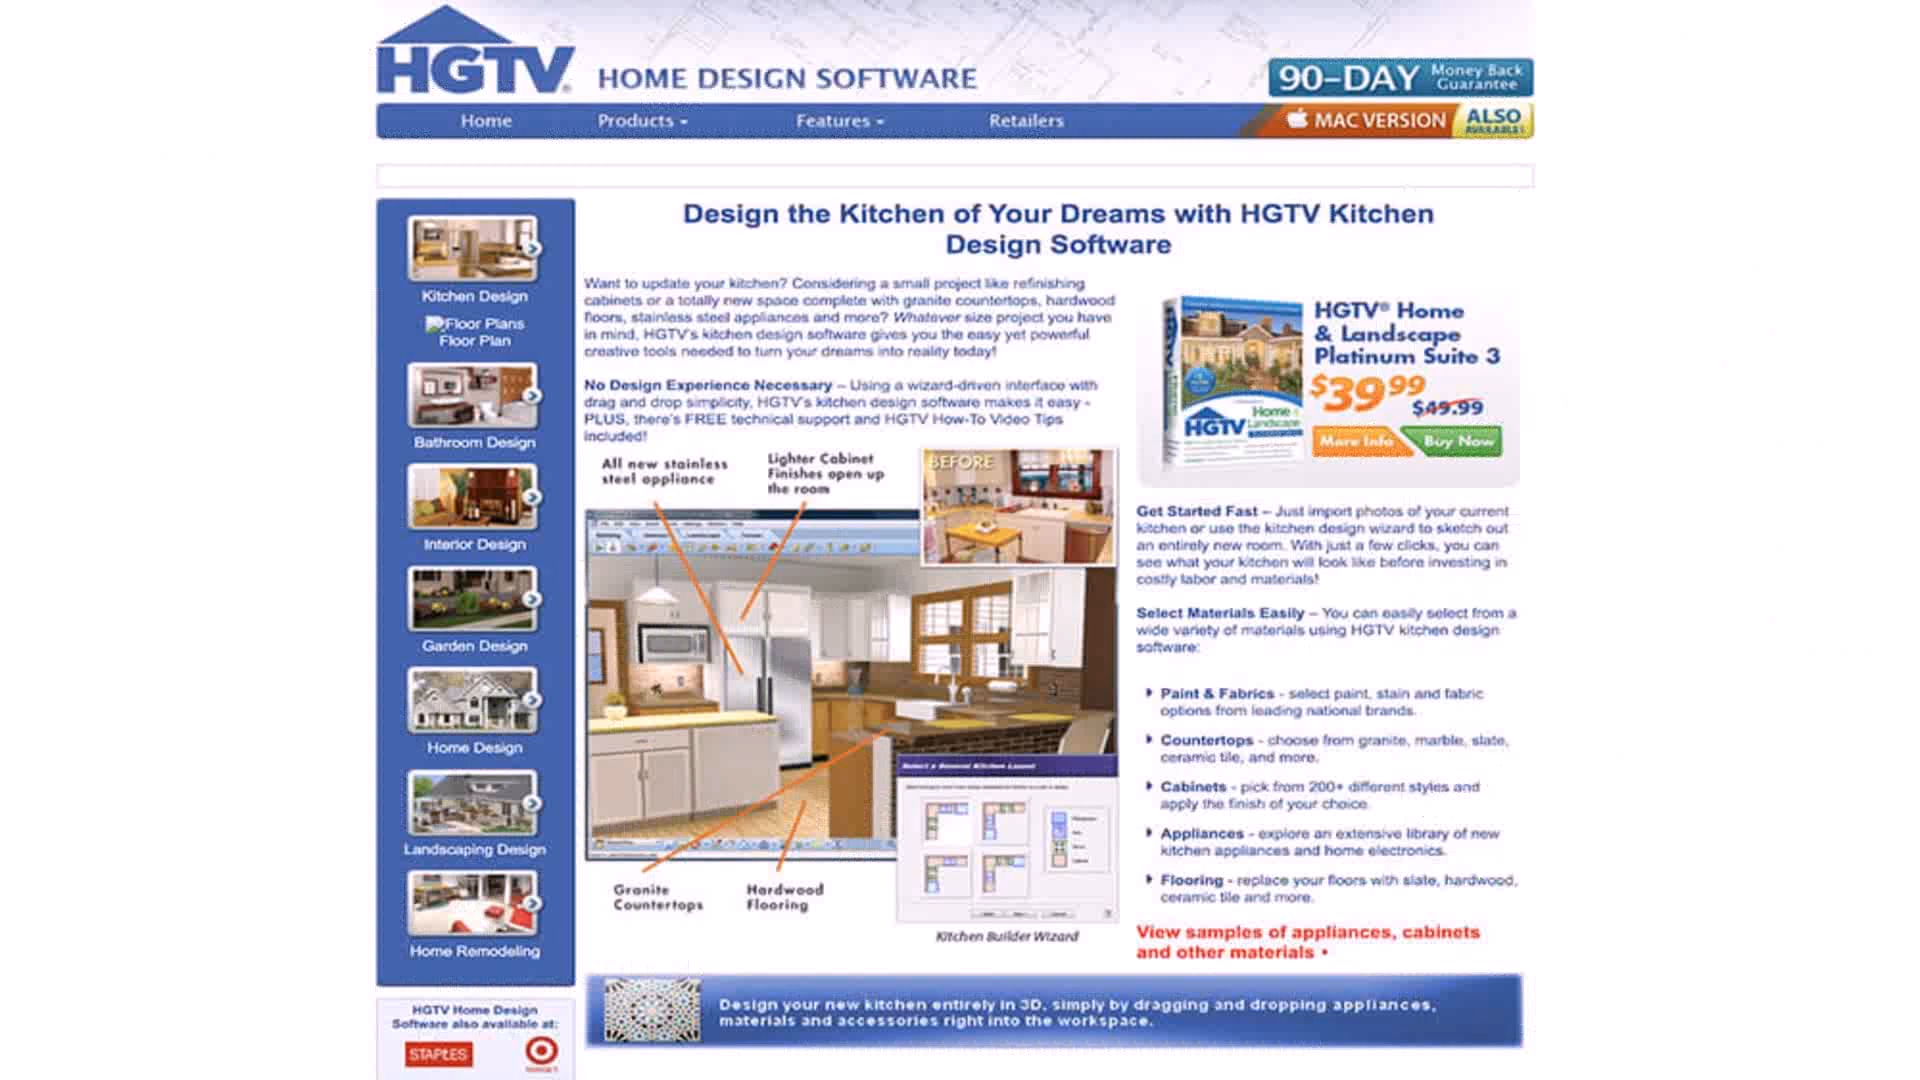 HGTV
HOME DESIGN SOFTWARE
90-DAY Money Back
Guarantee
Home Products Features Retailers
MAC VERSION ALSO
AVAILABLE!
Design the Kitchen of Your Dreams with HGTV Kitchen
Design Software
Kitchen Design
Floor Plans
Floor Plan
Bathroom Design
Interior Design
Garden Design
Home Design
Landscaping Design
Home Remodeling
HGTV Home Design
Software also available at:
STAPLES
TARGET
Want to update your kitchen? Considering a small project like refinishing
cabinets or a totally new space complete with granite countertops, hardwood
floors, stainless steel appliances and more? Whatever size project you have
in mind, HGTV's kitchen design software gives you the easy yet powerful
creative tools needed to turn your dreams into reality today!
No Design Experience Necessary – Using a wizard-driven interface with
drag and drop simplicity, HGTV's kitchen design software makes it easy -
PLUS, there's FREE technical support and HGTV How-To Video Tips
included!
All new stainless
steel appliance
Lighter Cabinet
Finishes open up
the room
BEFORE
Select a General Kitchen Layout
Granite
Countertops
Hardwood
Flooring
Kitchen Builder Wizard
HGTV Home
Landscape
HGTV® Home
& Landscape
Platinum Suite 3
$39.99
$49.99
More Info
Buy Now
Get Started Fast – Just import photos of your current
kitchen or use the kitchen design wizard to sketch out
an entirely new room. With just a few clicks, you can
see what your kitchen will look like before investing in
costly labor and materials!
Select Materials Easily – You can easily select from a
wide variety of materials using HGTV kitchen design
software:
Paint & Fabrics - select paint, stain and fabric
options from leading national brands.
Countertops - choose from granite, marble, slate,
ceramic tile, and more.
Cabinets - pick from 200+ different styles and
apply the finish of your choice.
Appliances - explore an extensive library of new
kitchen appliances and home electronics.
Flooring - replace your floors with slate, hardwood,
ceramic tile and more.
View samples of appliances, cabinets
and other materials •
Design your new kitchen entirely in 3D, simply by dragging and dropping appliances,
materials and accessories right into the workspace.